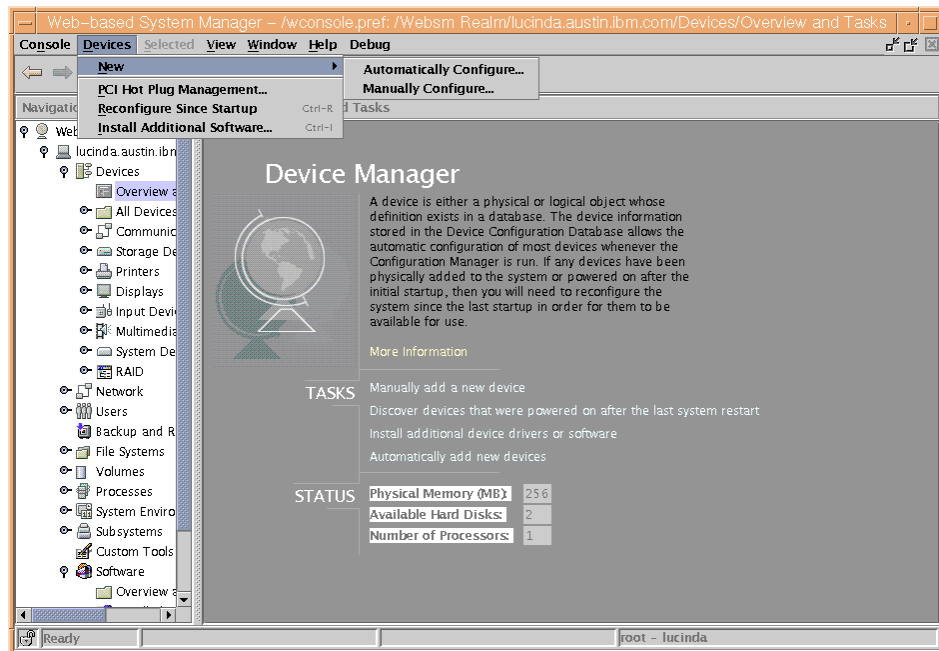 Web-based System Manager - /wconsole.pref: /Websm Realm/lucinda.austin.ibm.com/Devices/Overview and Tasks
Console Devices Selected View Window Help Debug
New
PCI Hot Plug Management...
Reconfigure Since Startup Ctrl-R
Install Additional Software... Ctrl-I
Automatically Configure...
Manually Configure...
Navigatio
d Tasks
Web
lucinda.austin.ibn
Devices
Overview a
All Devices
Communic
Storage De
Printers
Displays
Input Devi
Multimedia
System De
RAID
Network
Users
Backup and R
File Systems
Volumes
Processes
System Enviro
Subsystems
Custom Tools
Software
Overview a
Device Manager
A device is either a physical or logical object whose
definition exists in a database. The device information
stored in the Device Configuration Database allows the
automatic configuration of most devices whenever the
Configuration Manager is run. If any devices have been
physically added to the system or powered on after the
initial startup, then you will need to reconfigure the
system since the last startup in order for them to be
available for use.
More Information
TASKS
Manually add a new device
Discover devices that were powered on after the last system restart
Install additional device drivers or software
Automatically add new devices
STATUS
Physical Memory (MB): 256
Available Hard Disks: 2
Number of Processors: 1
Ready
root - lucinda